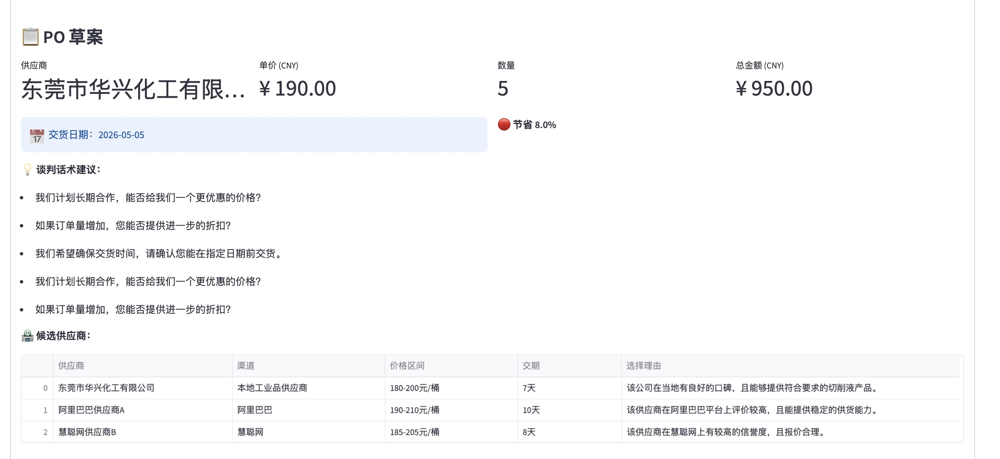 PO 草案
供应商 单价 (CNY) 数量 总金额 (CNY)
东莞市华兴化工有限... ¥ 190.00 5 ¥ 950.00
交货日期：2026-05-05
节省 8.0%
谈判话术建议：
• 我们计划长期合作，能否给我们一个更优惠的价格？
• 如果订单量增加，您能否提供进一步的折扣？
• 我们希望确保交货时间，请确认您能在指定日期前交货。
• 我们计划长期合作，能否给我们一个更优惠的价格？
• 如果订单量增加，您能否提供进一步的折扣？
候选供应商：
供应商 渠道 价格区间 交期 选择理由
0 东莞市华兴化工有限公司 本地工业品供应商 180-200元/桶 7天 该公司在当地有良好的口碑，且能够提供符合要求的切削液产品。
1 阿里巴巴供应商A 阿里巴巴 190-210元/桶 10天 该供应商在阿里巴巴平台上评价较高，且能提供稳定的供货能力。
2 慧聪网供应商B 慧聪网 185-205元/桶 8天 该供应商在慧聪网上有较高的信誉度，且报价合理。